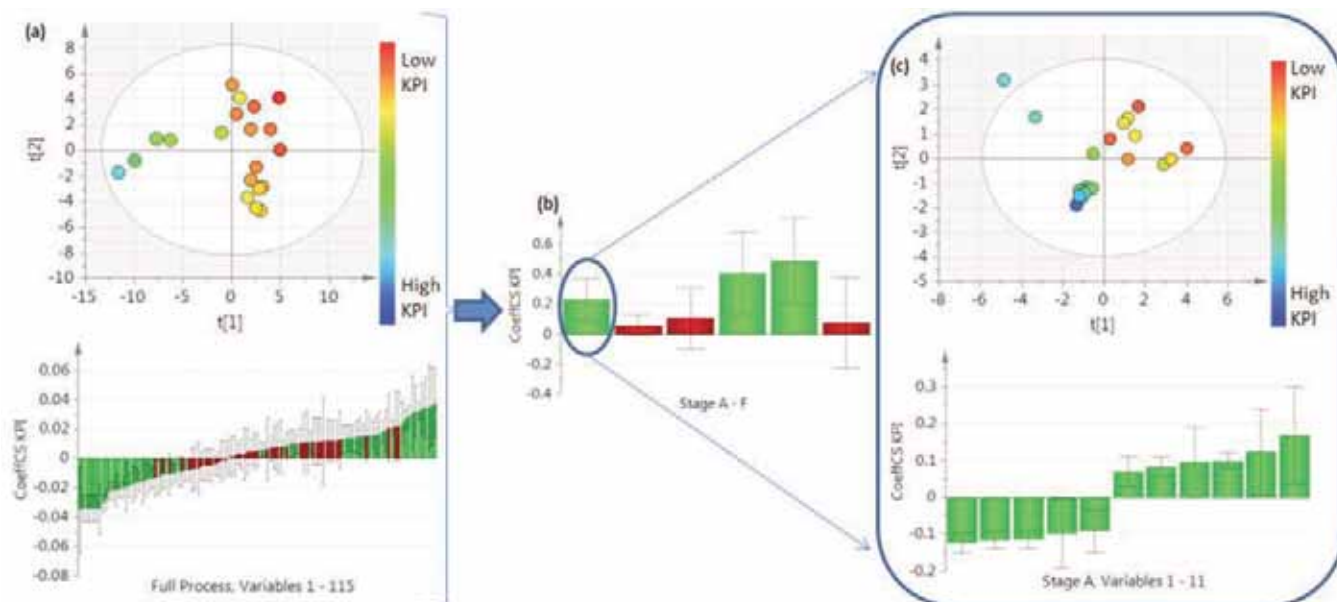 (a)
8
6
4
2
0
-2
-4
-6
-8
-10
t[2]
-15 -10 -5 0 5 10
t[1]
Low
KPI
High
KPI
0.06
0.04
0.02
0
-0.02
-0.04
-0.06
-0.08
CoeffCS KPI
Full Process, Variables 1 - 115
(b)
0.6
0.4
0.2
0
-0.2
-0.4
CoeffCS KPI
Stage A - F
(c)
4
3
2
1
0
-1
-2
-3
-4
-5
t[2]
-8 -6 -4 -2 0 2 4 6
t[1]
Low
KPI
High
KPI
0.3
0.2
0.1
0
-0.1
-0.2
CoeffCS KPI
Stage A, Variables 1 - 11